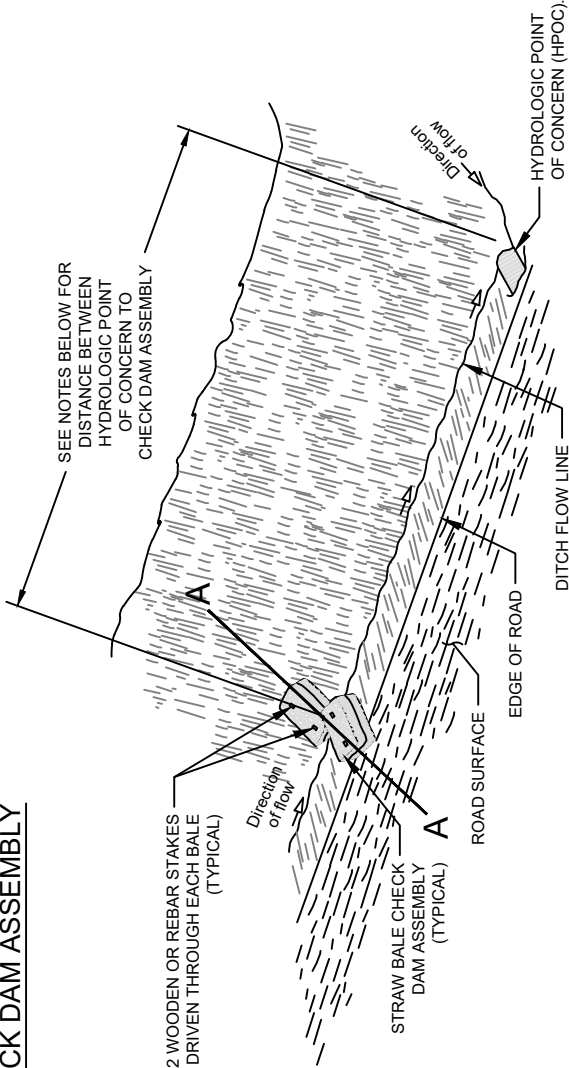 CK DAM ASSEMBLY
SEE NOTES BELOW FOR
DISTANCE BETWEEN
HYDROLOGIC POINT
OF CONCERN TO
CHECK DAM ASSEMBLY
2 WOODEN OR REBAR STAKES
DRIVEN THROUGH EACH BALE
(TYPICAL)
A
Direction
of flow
Direction
of flow
HYDROLOGIC POINT
OF CONCERN (HPOC).
STRAW BALE CHECK
DAM ASSEMBLY
(TYPICAL)
A
ROAD SURFACE
EDGE OF ROAD
DITCH FLOW LINE